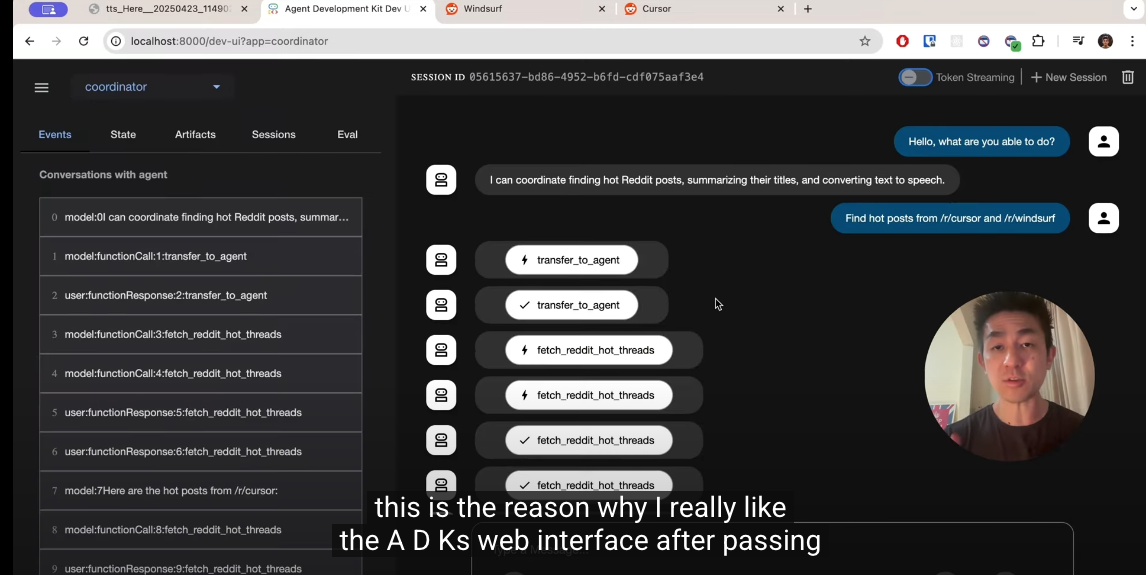 tts_Here__20250423_11490
Agent Development Kit Dev U
Windsurf
Cursor
localhost:8000/dev-ui?app=coordinator
coordinator
SESSION ID 05615637-bd86-4952-b6fd-cdf075aaf3e4
Token Streaming
New Session
Events State Artifacts Sessions Eval
Conversations with agent
0 model:0I can coordinate finding hot Reddit posts, summar...
1 model:functionCall:1:transfer_to_agent
2 user:functionResponse:2:transfer_to_agent
3 model:functionCall:3:fetch_reddit_hot_threads
4 model:functionCall:4:fetch_reddit_hot_threads
5 user:functionResponse:5:fetch_reddit_hot_threads
6 user:functionResponse:6:fetch_reddit_hot_threads
7 model:7Here are the hot posts from /r/cursor:
8 model:functionCall:8:fetch_reddit_hot_threads
9 user:functionResponse:9:fetch_reddit_hot_threads
Hello, what are you able to do?
I can coordinate finding hot Reddit posts, summarizing their titles, and converting text to speech.
Find hot posts from /r/cursor and /r/windsurf
transfer_to_agent
transfer_to_agent
fetch_reddit_hot_threads
fetch_reddit_hot_threads
fetch_reddit_hot_threads
fetch_reddit_hot_threads
this is the reason why I really like
the A D Ks web interface after passing